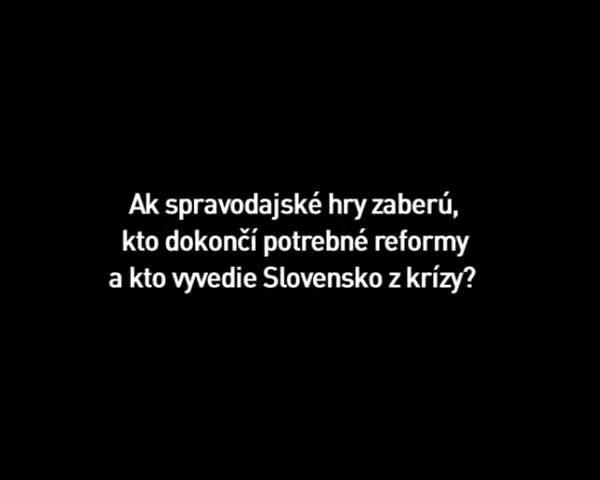 Ak spravodajské hry zaberú,
kto dokončí potrebné reformy
a kto vyvedie Slovensko z krízy?